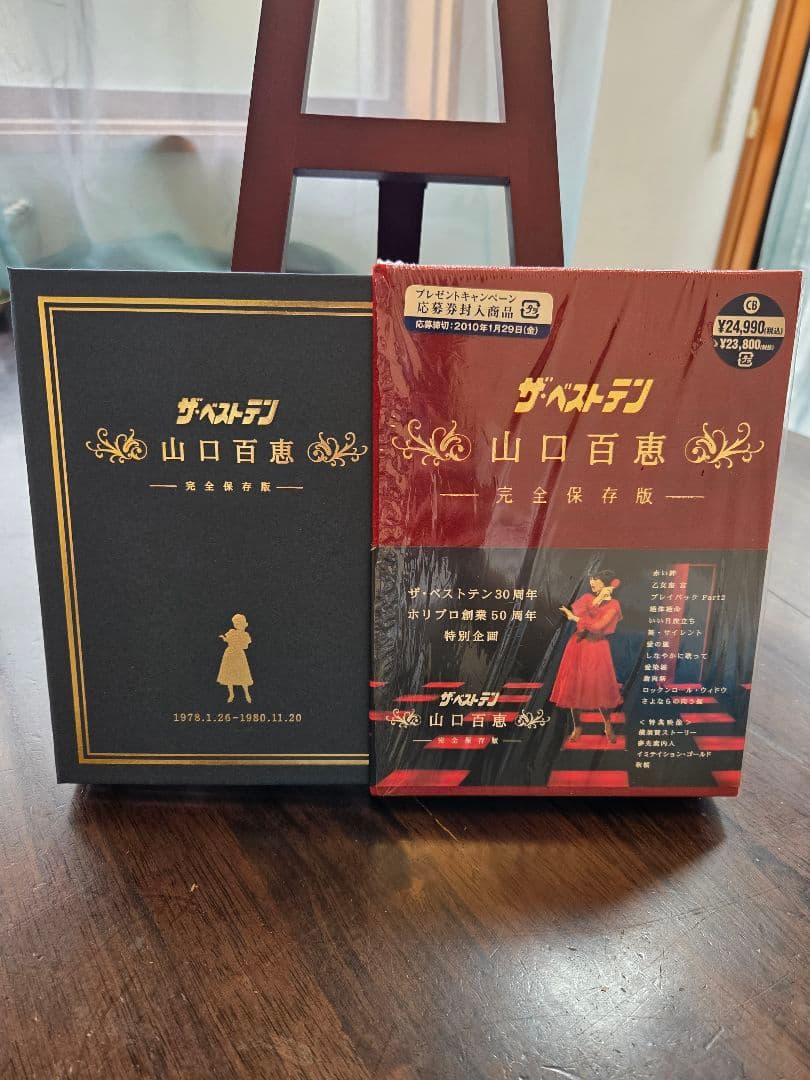 ザ・ベストテン
山口百恵
完全保存版
1978.1.26-1980.11.20
プレゼントキャンペーン
応募券封入商品
応募締切:2010年1月29日(金)
CB
¥24,990(税込)
¥23,800(税抜)
ザ・ベストテン
山口百恵
完全保存版
ザ・ベストテン30周年
ホリプロ創業50周年
特別企画
ザ・ベストテン
山口百恵
完全保存版
赤い絆
乙女座 宮
プレイバック Part2
絶体絶命
いい日旅立ち
美・サイレント
愛の嵐
しなやかに歌って
愛染橋
謝肉祭
ロックンロール・ウィドウ
さよならの向う側
<特典映像>
横須賀ストーリー
夢先案内人
イミテイション・ゴールド
秋桜